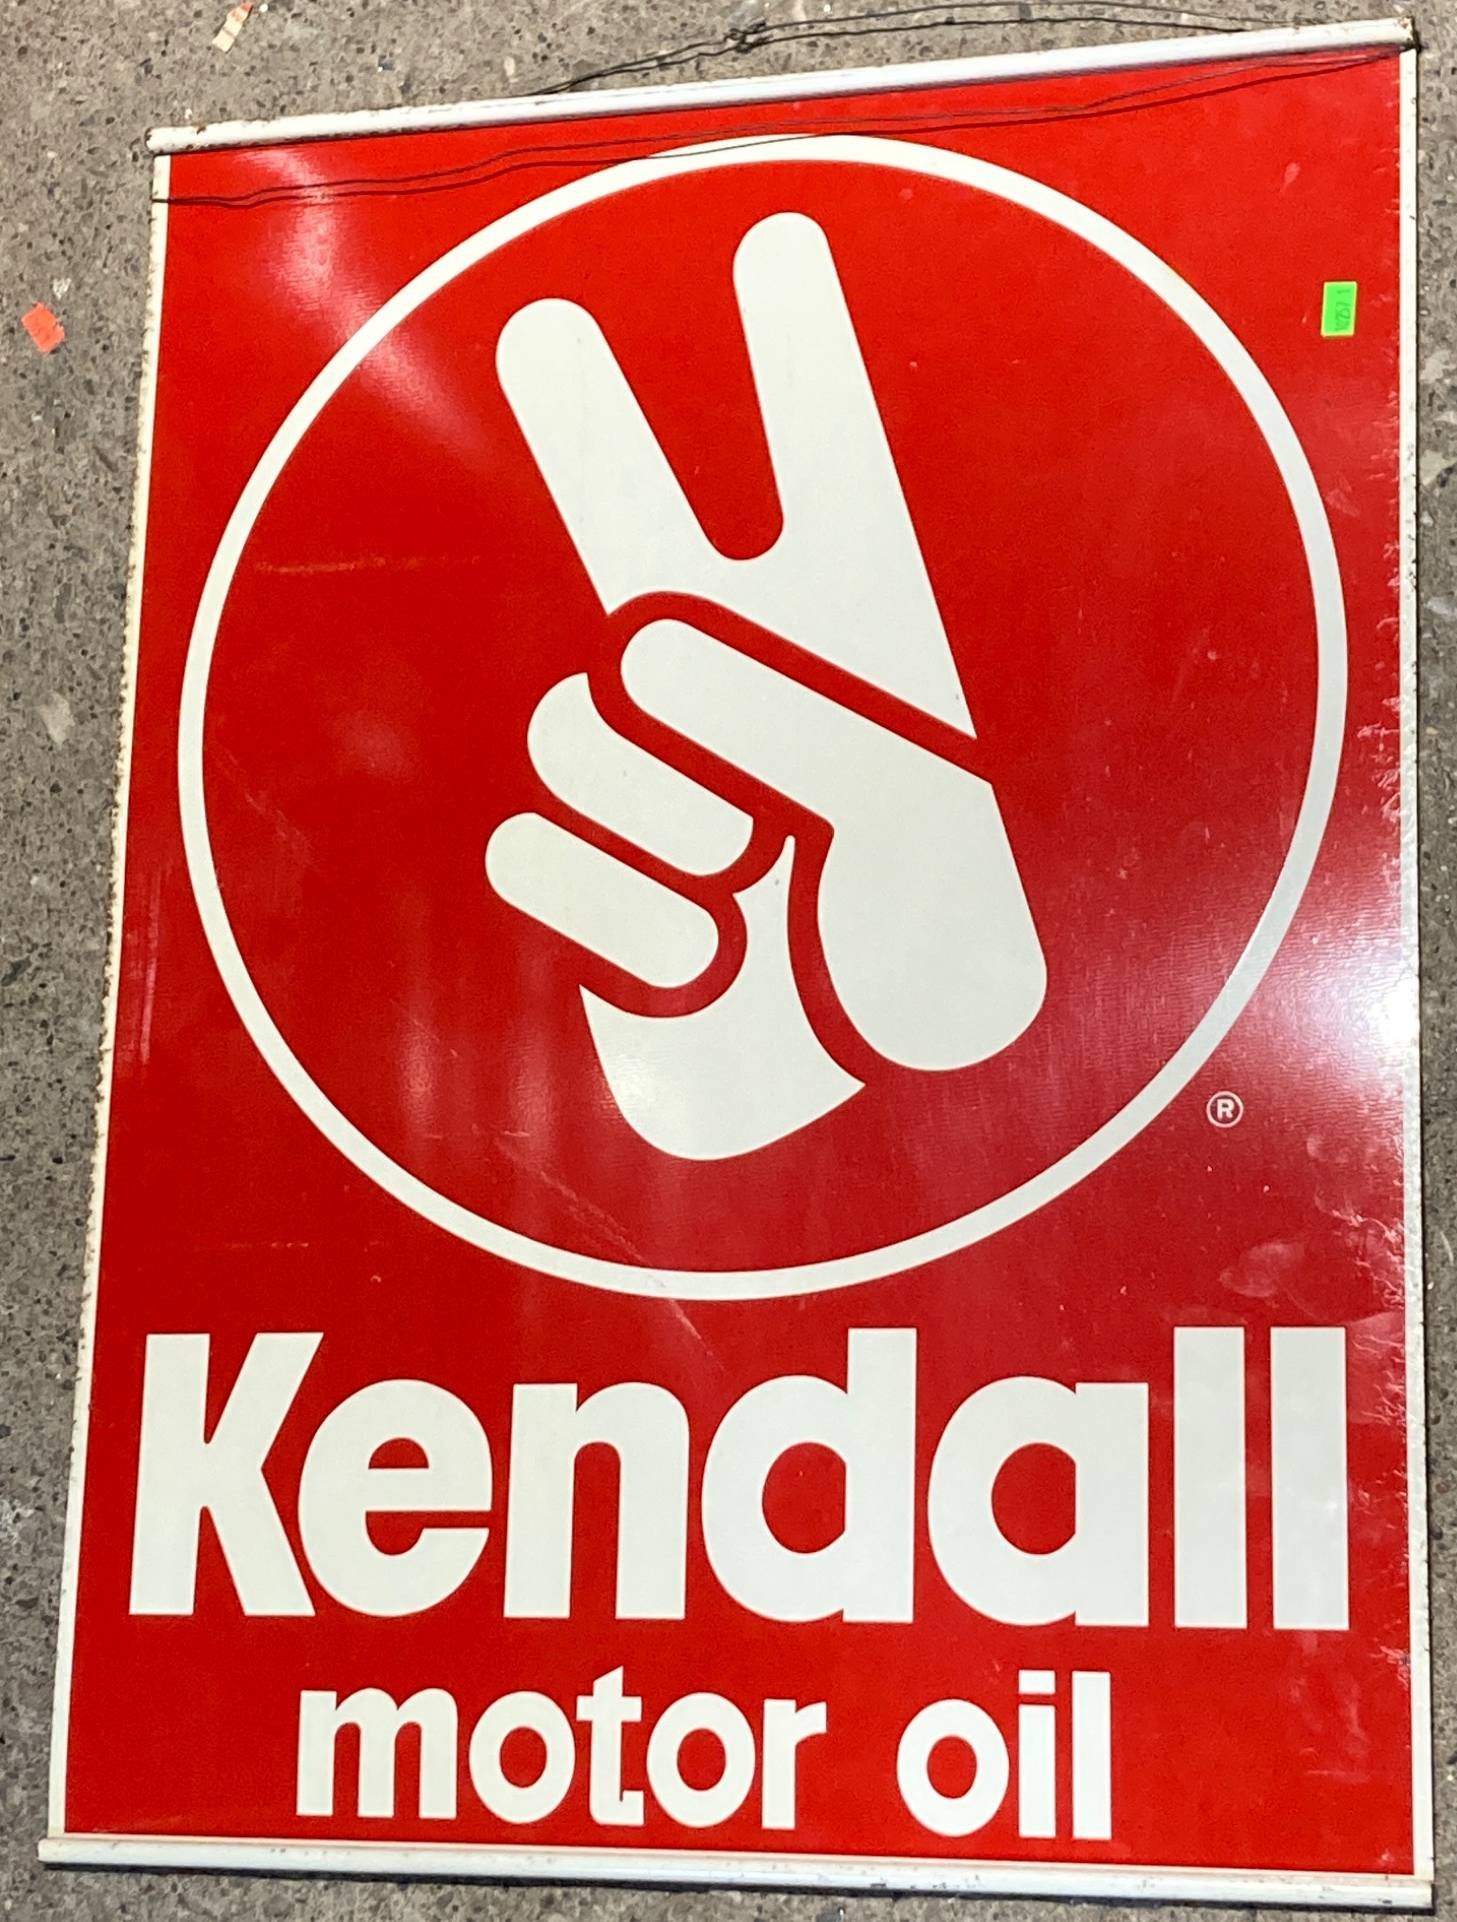 ®
Kendall
motor oil